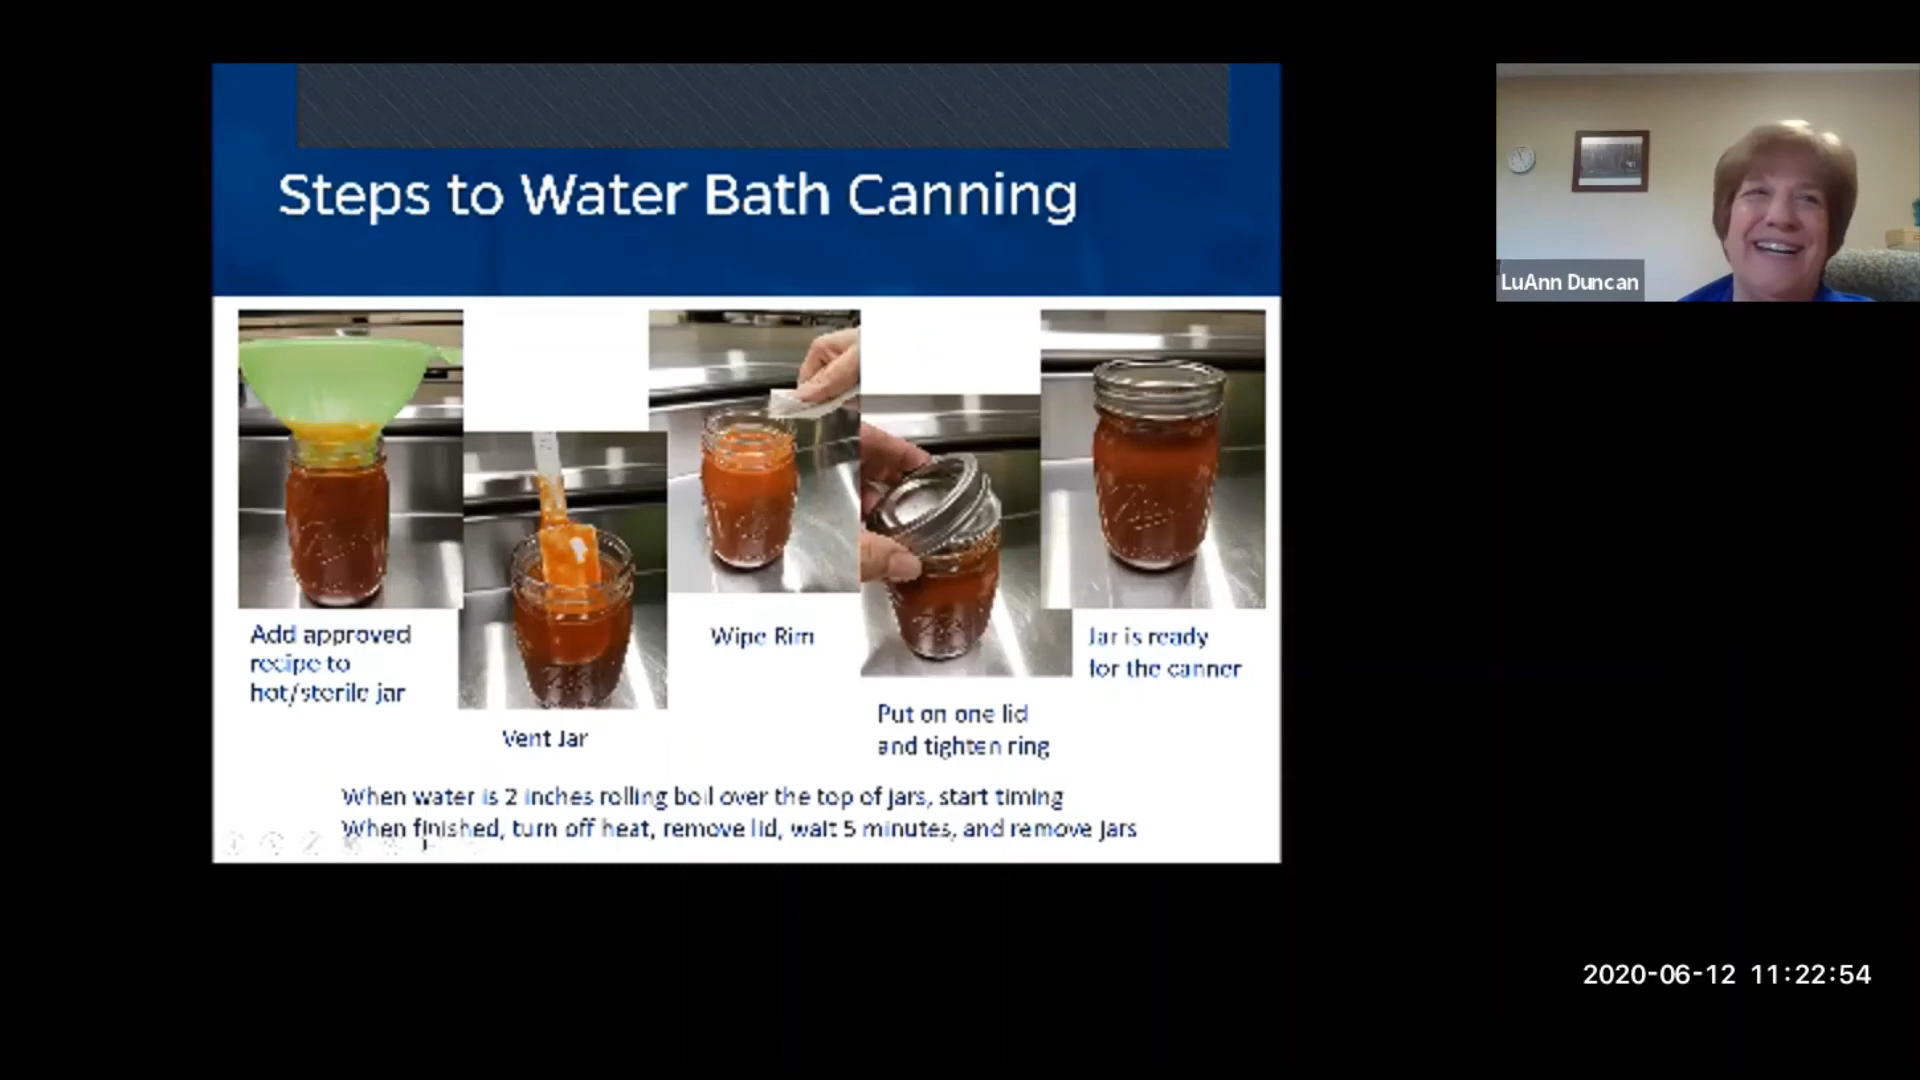 Steps to Water Bath Canning
LuAnn Duncan
Add approved
recipe to
hot/sterile jar
Vent Jar
Wipe Rim
Put on one lid
and tighten ring
Jar is ready
for the canner
When water is 2 inches rolling boil over the top of jars, start timing
When finished, turn off heat, remove lid, wait 5 minutes, and remove jars
2020-06-12 11:22:54